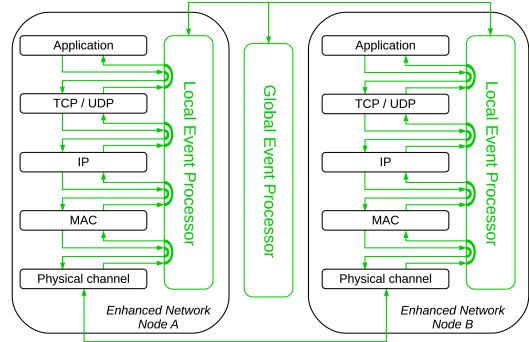 Application
TCP / UDP
IP
MAC
Physical channel
Local Event Processor
Enhanced Network
Node A
Global Event Processor
Application
TCP / UDP
IP
MAC
Physical channel
Local Event Processor
Enhanced Network
Node B